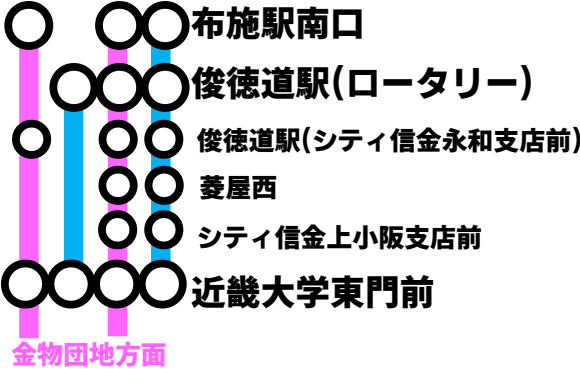 布施駅南口
俊徳道駅(ロータリー)
俊徳道駅(シティ信金永和支店前)
菱屋西
シティ信金上小阪支店前
近畿大学東門前
金物団地方面